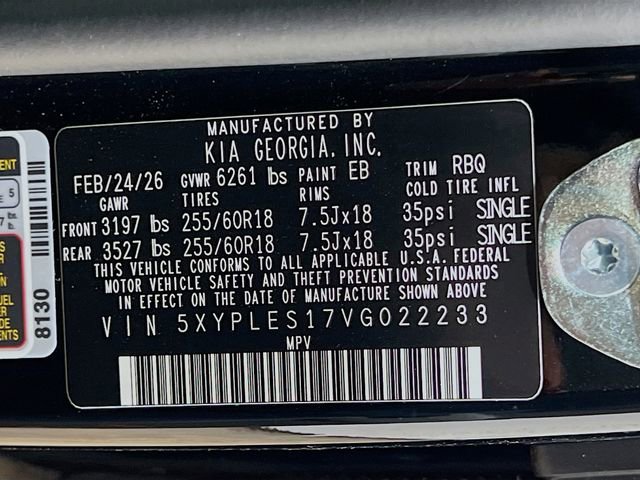 MANUFACTURED BY
KIA GEORGIA, INC.
FEB/24/26 GVWR 6261 lbs PAINT EB TRIM RBQ
GAWR TIRES RIMS COLD TIRE INFL
FRONT 3197 lbs 255/60R18 7.5Jx18 35psi SINGLE
REAR 3527 lbs 255/60R18 7.5Jx18 35psi SINGLE
THIS VEHICLE CONFORMS TO ALL APPLICABLE U.S.A. FEDERAL
MOTOR VEHICLE SAFETY AND THEFT PREVENTION STANDARDS
IN EFFECT ON THE DATE OF MANUFACTURE SHOWN ABOVE
VIN 5XYPLES17VG022233
MPV
8130
5